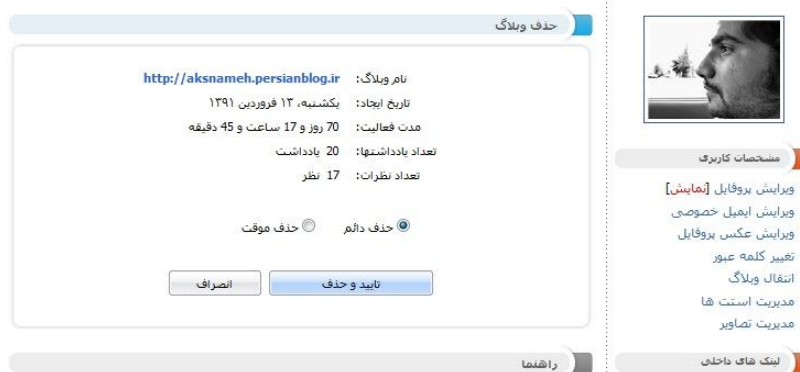 حذف وبلاگ
نام وبلاگ: http://aksnameh.persianblog.ir
تاریخ ایجاد: یکشنبه، ۱۳ فروردین ۱۳۹۱
مدت فعالیت: 70 روز و 17 ساعت و 45 دقیقه
تعداد یادداشتها: 20 یادداشت
تعداد نظرات: 17 نظر
حذف دائم حذف موقت
تایید و حذف انصراف
راهنما
مشخصات کاربری
ویرایش پروفایل [نمایش]
ویرایش ایمیل خصوصی
ویرایش عکس پروفایل
تغییر کلمه عبور
انتقال وبلاگ
مدیریت استت ها
مدیریت تصاویر
لینک های داخلی